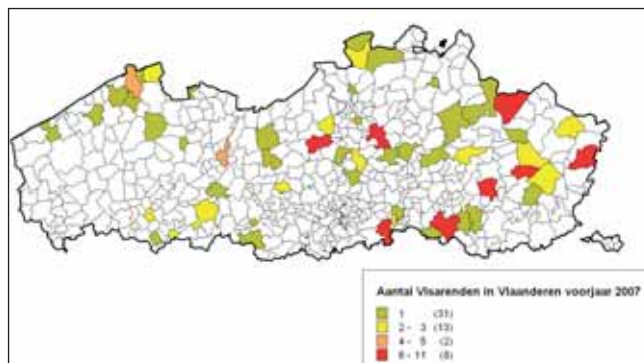 Aantal Visarenden in Vlaanderen voorjaar 2007
1 (31)
2 - 3 (13)
4 - 5 (2)
6 - 11 (8)